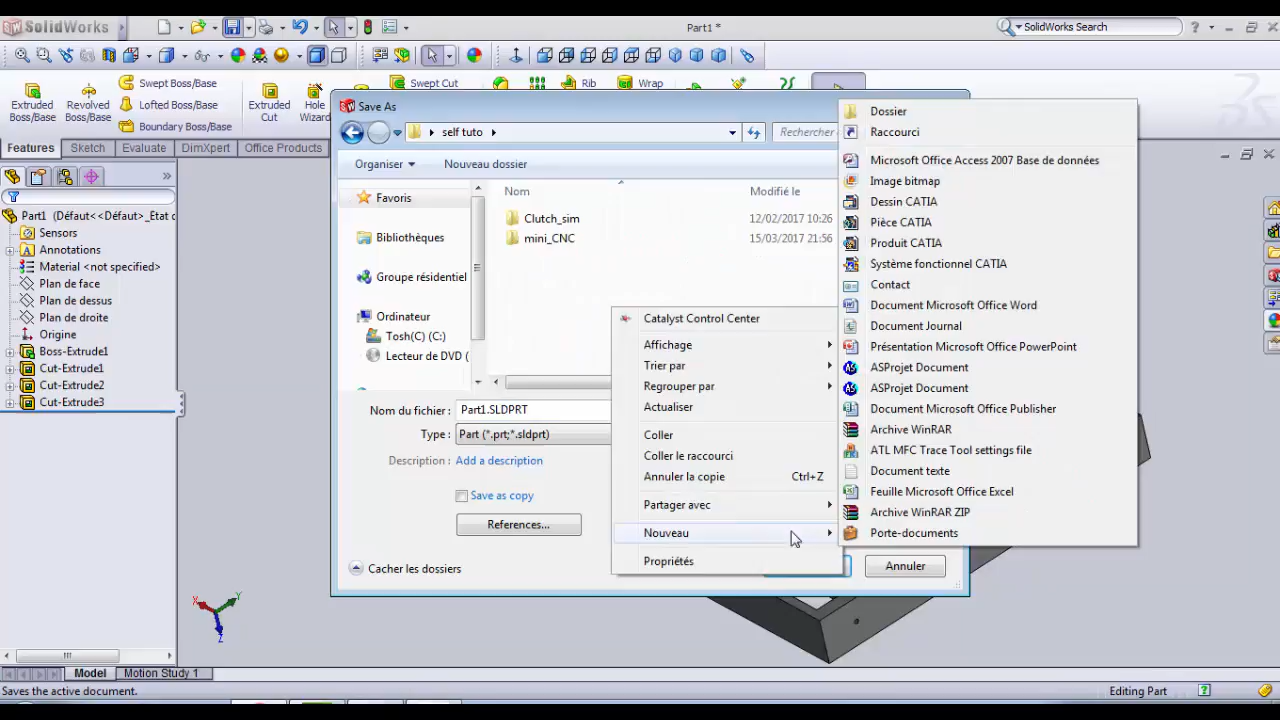 SolidWorks
Part1 *
SolidWorks Search
Extruded Boss/Base
Revolved Boss/Base
Swept Boss/Base
Lofted Boss/Base
Boundary Boss/Base
Extruded Cut
Hole Wizard
Swept Cut
Rib
Wrap
Features
Sketch
Evaluate
DimXpert
Office Products
Part1 (Défaut<<Défaut>_Etat c
Sensors
Annotations
Material <not specified>
Plan de face
Plan de dessus
Plan de droite
Origine
Boss-Extrude1
Cut-Extrude1
Cut-Extrude2
Cut-Extrude3
Save As
self tuto
Rechercher
Organiser
Nouveau dossier
Favoris
Bibliothèques
Groupe résidentiel
Ordinateur
Tosh(C) (C:)
Lecteur de DVD (
Nom
Modifié le
Clutch_sim
12/02/2017 10:26
mini_CNC
15/03/2017 21:56
Nom du fichier :
Part1.SLDPRT
Type :
Part (*.prt;*.sldprt)
Description :
Add a description
Save as copy
References...
Cacher les dossiers
Annuler
Catalyst Control Center
Affichage
Trier par
Regrouper par
Actualiser
Coller
Coller le raccourci
Annuler la copie
Ctrl+Z
Partager avec
Nouveau
Propriétés
Dossier
Raccourci
Microsoft Office Access 2007 Base de données
Image bitmap
Dessin CATIA
Pièce CATIA
Produit CATIA
Système fonctionnel CATIA
Contact
Document Microsoft Office Word
Document Journal
Présentation Microsoft Office PowerPoint
ASProjet Document
ASProjet Document
Document Microsoft Office Publisher
Archive WinRAR
ATL MFC Trace Tool settings file
Document texte
Feuille Microsoft Office Excel
Archive WinRAR ZIP
Porte-documents
X
Y
Z
Model
Motion Study 1
Saves the active document.
Editing Part